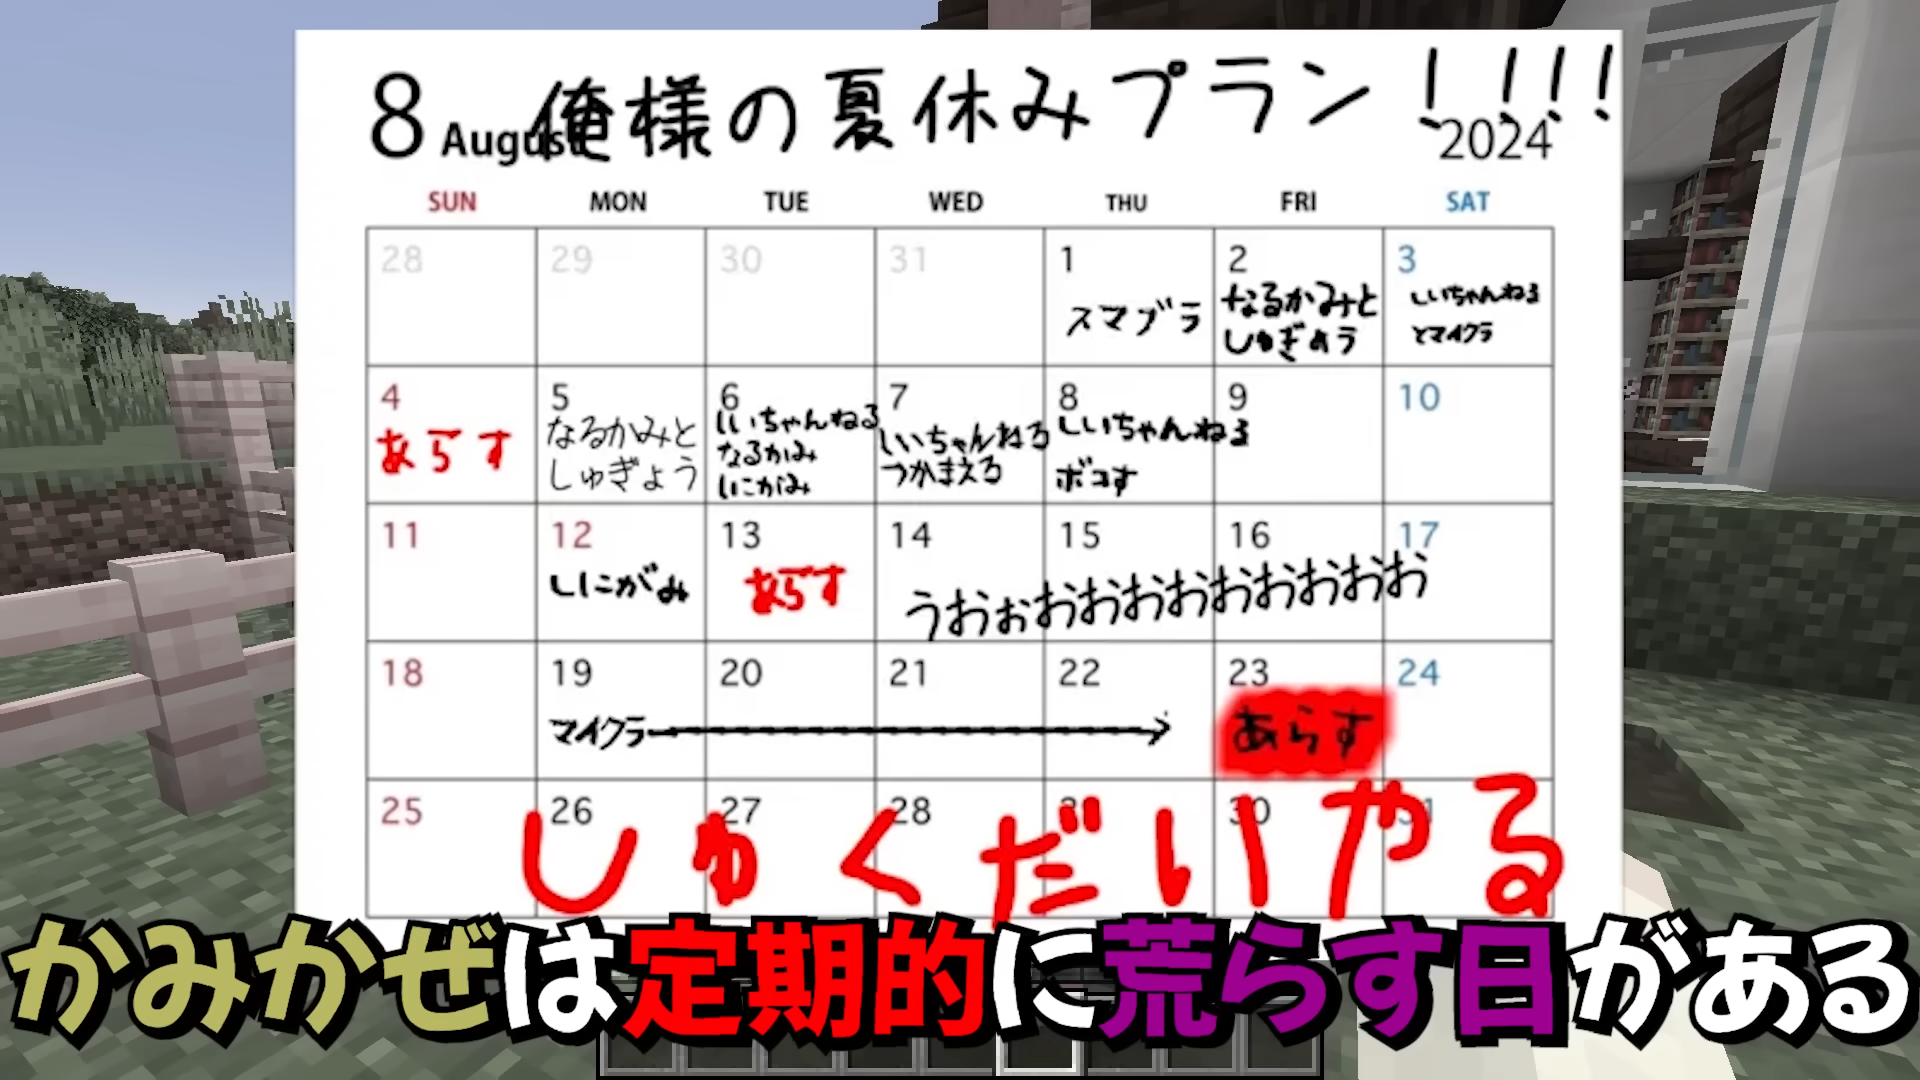 8 August 俺様の夏休みプラン！！！！
2024
SUN MON TUE WED THU FRI SAT
28 29 30 31 1 2 3
スマブラ
なるかみと
しゅぎょう
しいちゃんねる
とマイクラ
4 5 6 7 8 9 10
あらす
なるかみと
しゅぎょう
しいちゃんねる
なるかみ
しにがみ
しいちゃんねる
つかまえる
しいちゃんねる
ボコす
11 12 13 14 15 16 17
しにがみ
あらす
うおぉおおおおおおおおお
18 19 20 21 22 23 24
マイクラ
あらす
25 26 27 28 29 30 31
しゅくだいやる
かみかぜは定期的に荒らす日がある